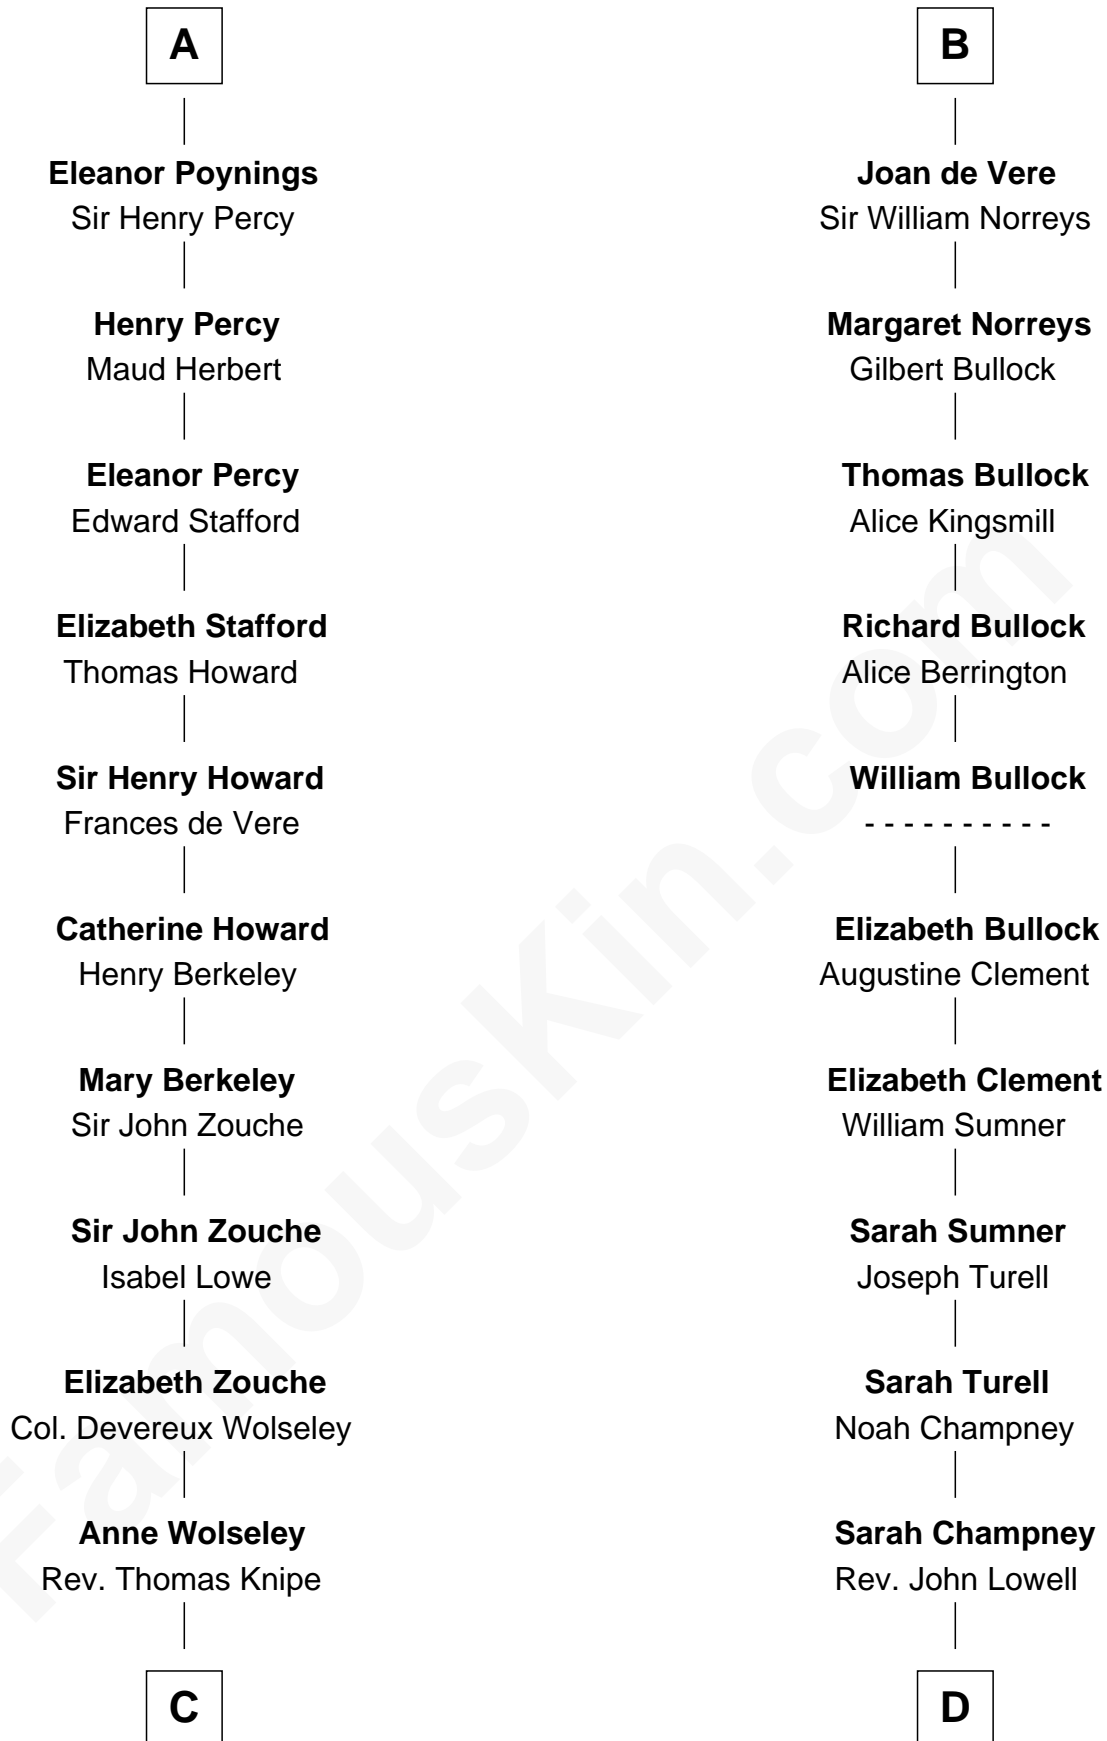 A
Eleanor Poynings
Sir Henry Percy
Henry Percy
Maud Herbert
Eleanor Percy
Edward Stafford
Elizabeth Stafford
Thomas Howard
Sir Henry Howard
Frances de Vere
Catherine Howard
Henry Berkeley
Mary Berkeley
Sir John Zouche
Sir John Zouche
Isabel Lowe
Elizabeth Zouche
Col. Devereux Wolseley
Anne Wolseley
Rev. Thomas Knipe
C
B
Joan de Vere
Sir William Norreys
Margaret Norreys
Gilbert Bullock
Thomas Bullock
Alice Kingsmill
Richard Bullock
Alice Berrington
William Bullock
- - - - - - - - - -
Elizabeth Bullock
Augustine Clement
Elizabeth Clement
William Sumner
Sarah Sumner
Joseph Turell
Sarah Turell
Noah Champney
Sarah Champney
Rev. John Lowell
D
FamousKin.com